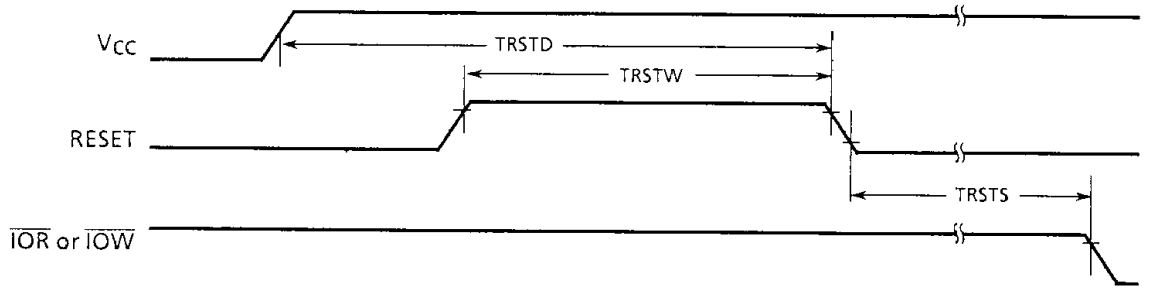 VCC
TRSTD
TRSTW
RESET
TRSTS
IOR or IOW